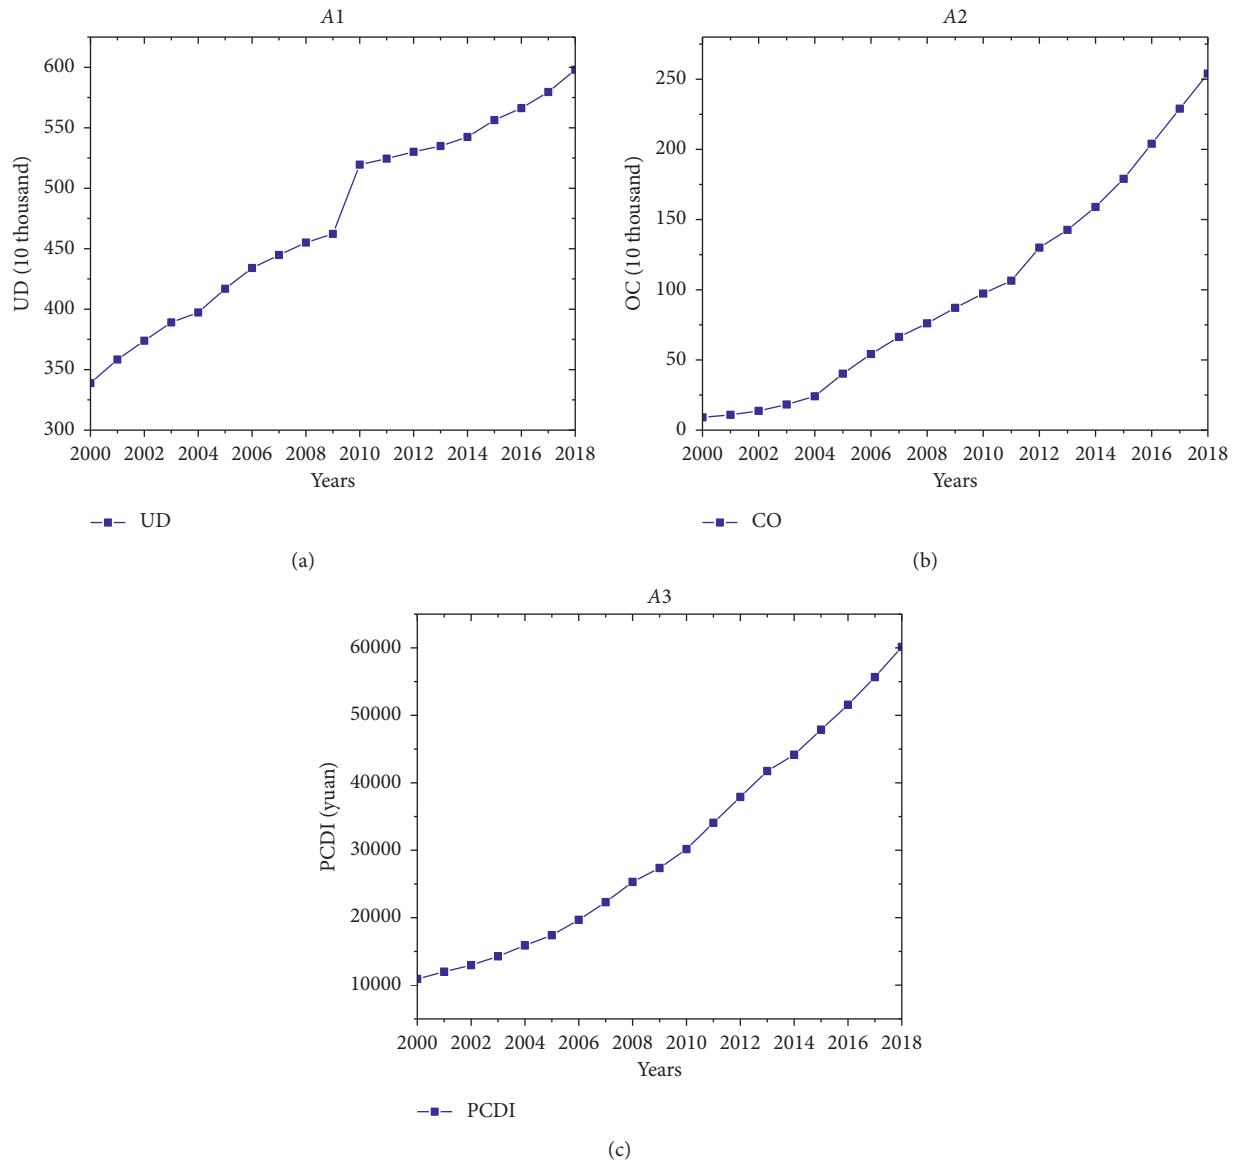 A1
600
550
500
450
400
350
300
UD (10 thousand)
2000 2002 2004 2006 2008 2010 2012 2014 2016 2018
Years
UD
(a)
A2
250
200
150
100
50
0
OC (10 thousand)
2000 2002 2004 2006 2008 2010 2012 2014 2016 2018
Years
CO
(b)
A3
60000
50000
40000
30000
20000
10000
PCDI (yuan)
2000 2002 2004 2006 2008 2010 2012 2014 2016 2018
Years
PCDI
(c)